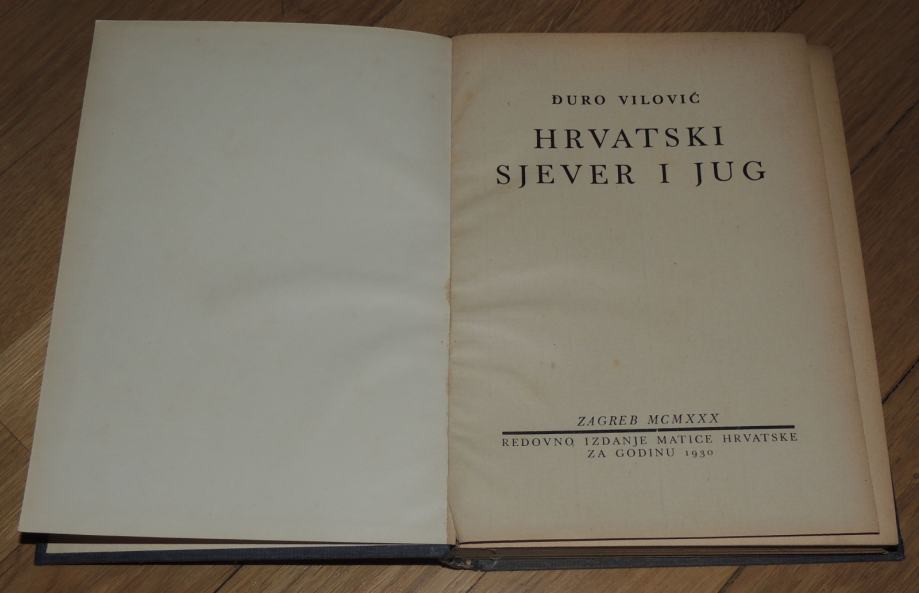 ĐURO VILOVIĆ
HRVATSKI
SJEVER I JUG
ZAGREB MCMXXX
REDOVNO IZDANJE MATICE HRVATSKE
ZA GODINU 1930